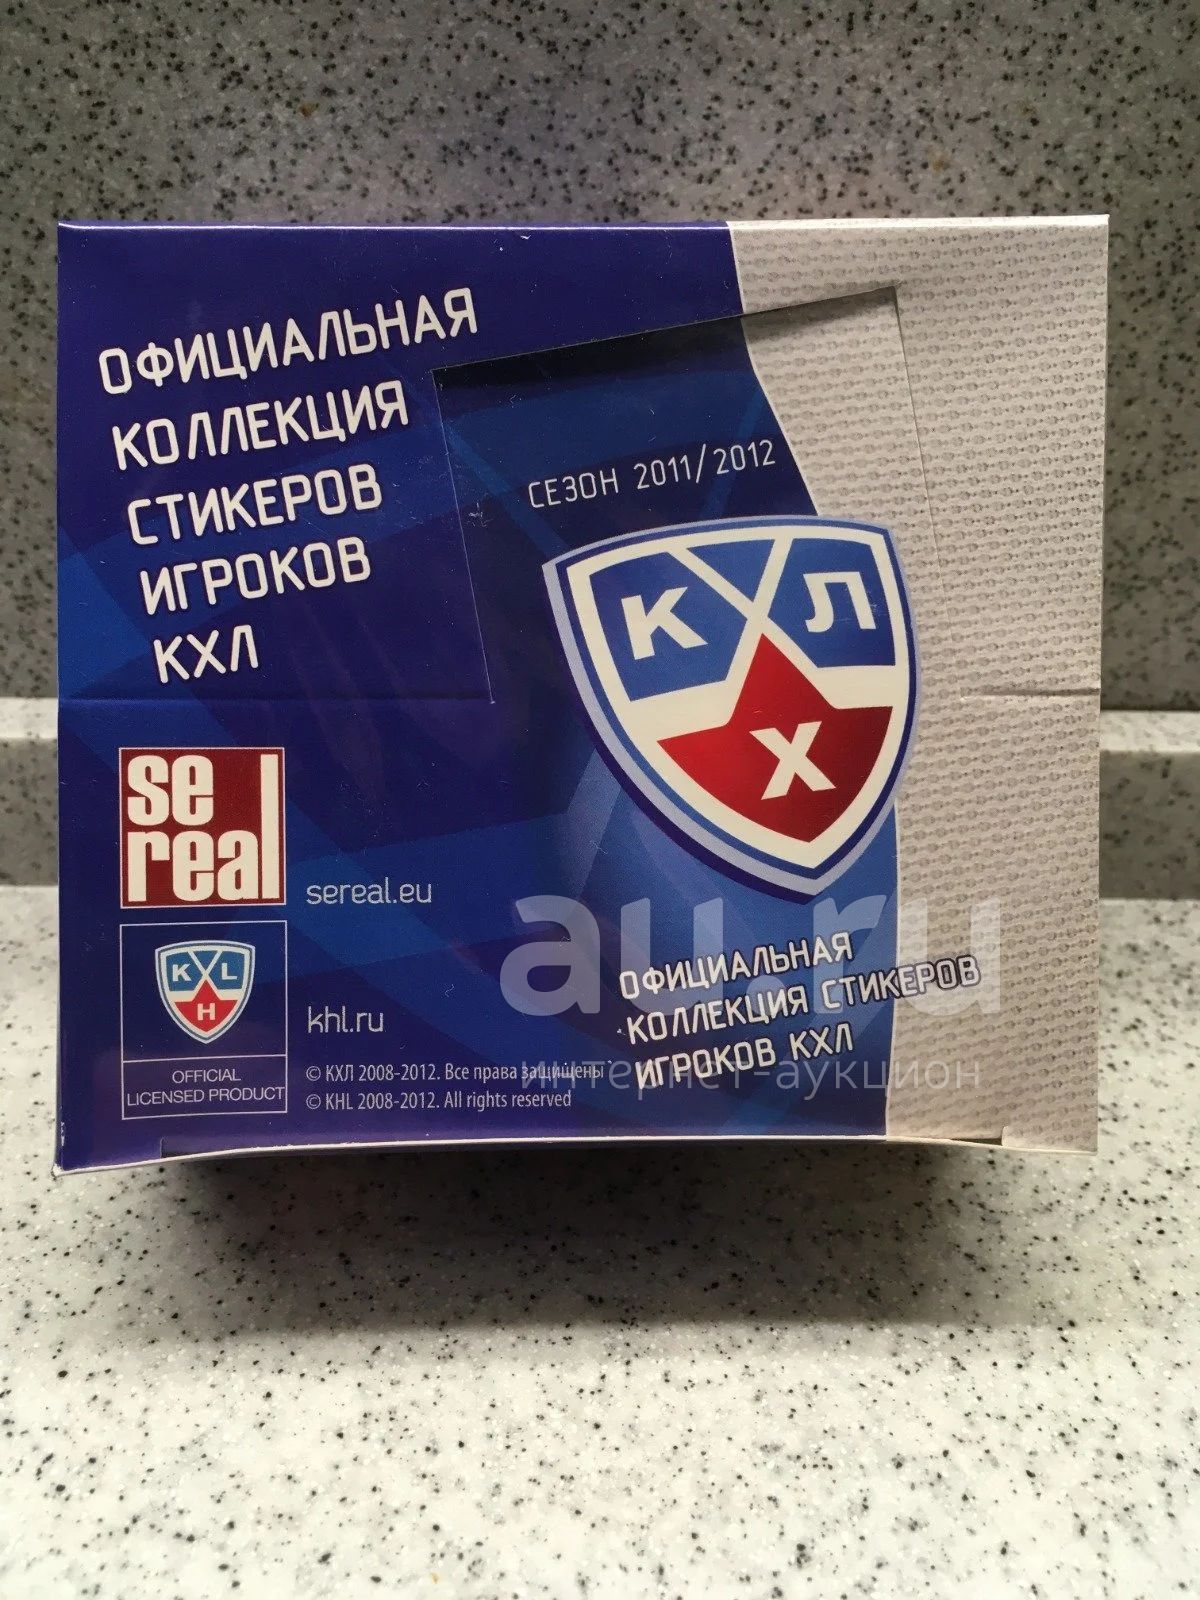 ОФИЦИАЛЬНАЯ
КОЛЛЕКЦИЯ
СТИКЕРОВ
ИГРОКОВ
КХЛ
СЕЗОН 2011/2012
К Л
Х
se
real
sereal.eu
K L
H
khl.ru
OFFICIAL
LICENSED PRODUCT
© КХЛ 2008-2012. Все права защищены
© KHL 2008-2012. All rights reserved
ОФИЦИАЛЬНАЯ
КОЛЛЕКЦИЯ СТИКЕРОВ
ИГРОКОВ КХЛ
au.ru
интернет-аукцион